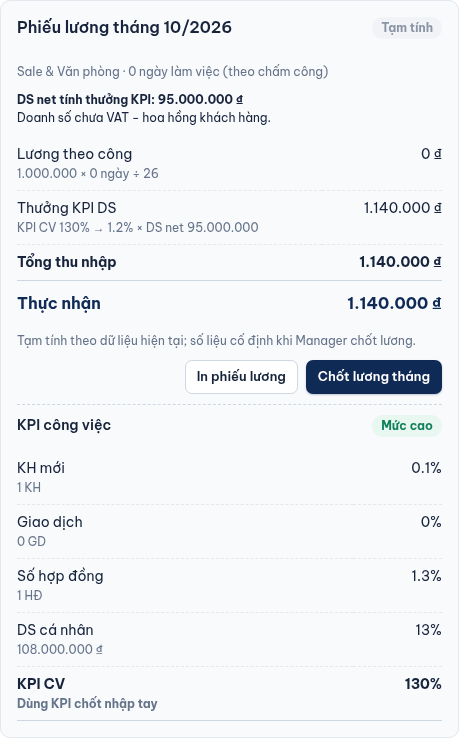 Phiếu lương tháng 10/2026
Tạm tính
Sale & Văn phòng · 0 ngày làm việc (theo chấm công)
DS net tính thưởng KPI: 95.000.000 ₫
Doanh số chưa VAT − hoa hồng khách hàng.
Lương theo công
0 ₫
1.000.000 × 0 ngày ÷ 26
Thưởng KPI DS
1.140.000 ₫
KPI CV 130% → 1.2% × DS net 95.000.000
Tổng thu nhập
1.140.000 ₫
Thực nhận
1.140.000 ₫
Tạm tính theo dữ liệu hiện tại; số liệu cố định khi Manager chốt lương.
In phiếu lương
Chốt lương tháng
KPI công việc
Mức cao
KH mới
0.1%
1 KH
Giao dịch
0%
0 GD
Số hợp đồng
1.3%
1 HĐ
DS cá nhân
13%
108.000.000 ₫
KPI CV
130%
Dùng KPI chốt nhập tay